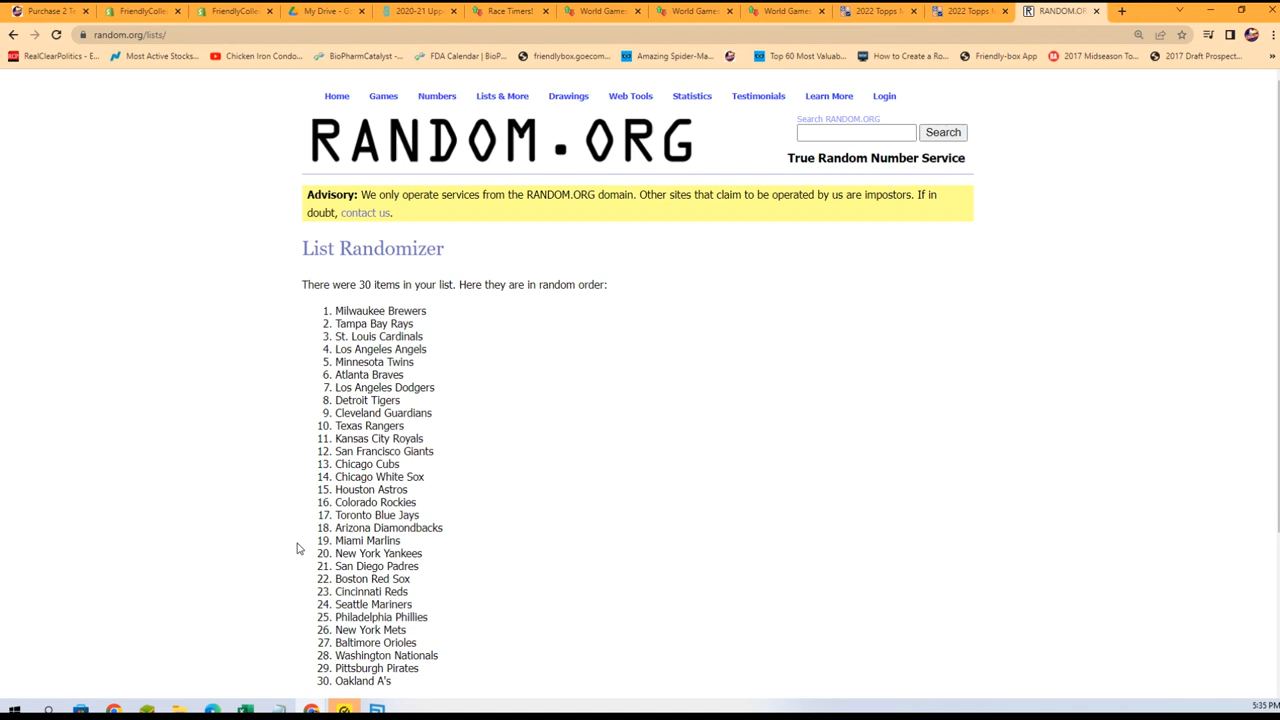 Purchase 2 Te
FriendlyColle
FriendlyColle
My Drive - G
2020-21 Upp
Race Timers!
World Games
World Games
World Games
2022 Topps M
2022 Topps M
RANDOM.OR
random.org/lists/
RealClearPolitics - E...
Most Active Stocks...
Chicken Iron Condo...
BioPharmCatalyst -...
FDA Calendar | BioP...
friendlybox.goecom...
Amazing Spider-Ma...
Top 60 Most Valuab...
How to Create a Ro...
Friendly-box App
2017 Midseason To...
2017 Draft Prospect...
Home Games Numbers Lists & More Drawings Web Tools Statistics Testimonials Learn More Login
Search RANDOM.ORG
RANDOM.ORG
Search
True Random Number Service
Advisory: We only operate services from the RANDOM.ORG domain. Other sites that claim to be operated by us are impostors. If in
doubt, contact us.
List Randomizer
There were 30 items in your list. Here they are in random order:
1. Milwaukee Brewers
2. Tampa Bay Rays
3. St. Louis Cardinals
4. Los Angeles Angels
5. Minnesota Twins
6. Atlanta Braves
7. Los Angeles Dodgers
8. Detroit Tigers
9. Cleveland Guardians
10. Texas Rangers
11. Kansas City Royals
12. San Francisco Giants
13. Chicago Cubs
14. Chicago White Sox
15. Houston Astros
16. Colorado Rockies
17. Toronto Blue Jays
18. Arizona Diamondbacks
19. Miami Marlins
20. New York Yankees
21. San Diego Padres
22. Boston Red Sox
23. Cincinnati Reds
24. Seattle Mariners
25. Philadelphia Phillies
26. New York Mets
27. Baltimore Orioles
28. Washington Nationals
29. Pittsburgh Pirates
30. Oakland A's
5:35 PM